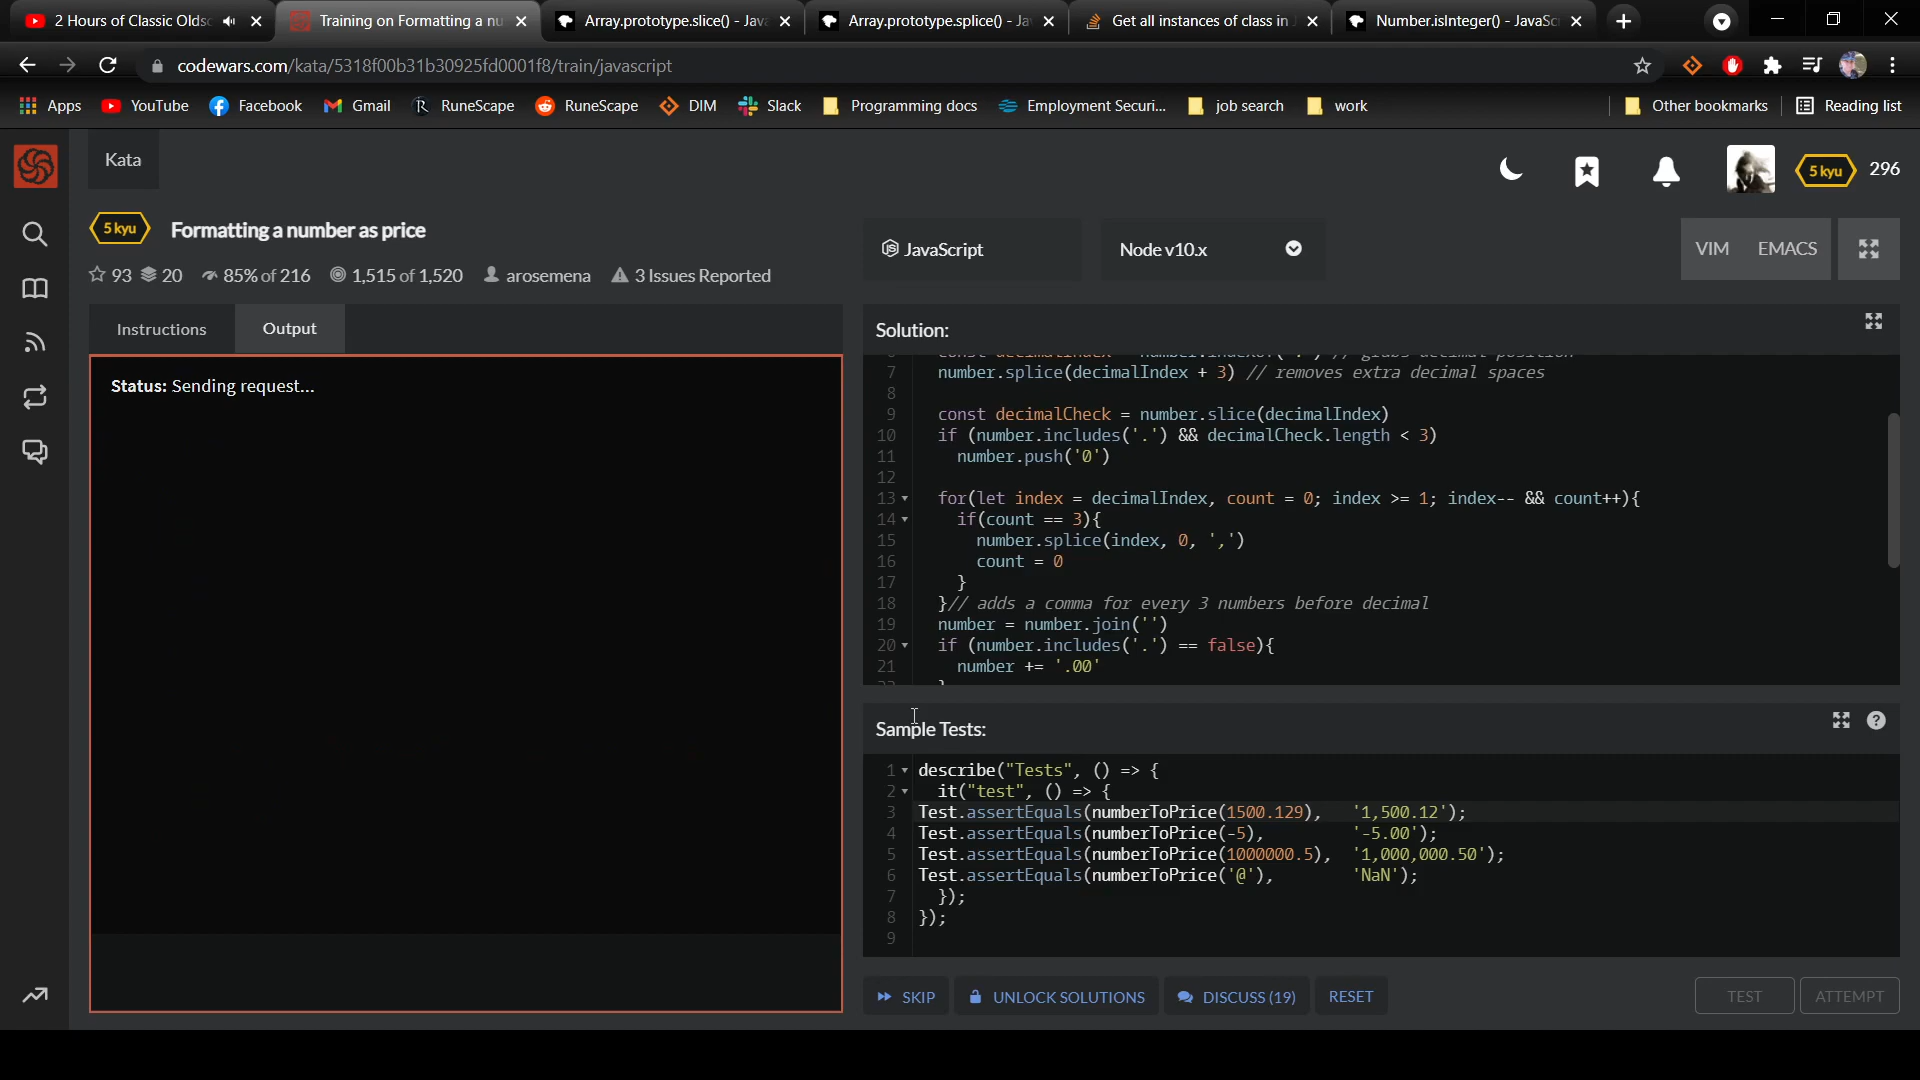 2 Hours of Classic Oldsc
Training on Formatting a nu
Array.prototype.slice() - Java
Array.prototype.splice() - Ja
Get all instances of class in
Number.isInteger() - JavaSc
codewars.com/kata/5318f00b31b30925fd0001f8/train/javascript
Apps YouTube Facebook Gmail RuneScape RuneScape DIM Slack Programming docs Employment Securi... job search work Other bookmarks Reading list
Kata
5 kyu 296
5 kyu Formatting a number as price
93 20 85% of 216 1,515 of 1,520 arosemena 3 Issues Reported
JavaScript
Node v10.x
VIM EMACS
Instructions Output
Status: Sending request...
Solution:
7 number.splice(decimalIndex + 3) // removes extra decimal spaces
8
9 const decimalCheck = number.slice(decimalIndex)
10 if (number.includes('.') && decimalCheck.length < 3)
11 number.push('0')
12
13 for(let index = decimalIndex, count = 0; index >= 1; index-- && count++){
14 if(count == 3){
15 number.splice(index, 0, ',')
16 count = 0
17 }
18 }// adds a comma for every 3 numbers before decimal
19 number = number.join('')
20 if (number.includes('.') == false){
21 number += '.00'
Sample Tests:
1 describe("Tests", () => {
2 it("test", () => {
3 Test.assertEquals(numberToPrice(1500.129), '1,500.12');
4 Test.assertEquals(numberToPrice(-5), '-5.00');
5 Test.assertEquals(numberToPrice(1000000.5), '1,000,000.50');
6 Test.assertEquals(numberToPrice('@'), 'NaN');
7 });
8 });
9
SKIP UNLOCK SOLUTIONS DISCUSS (19) RESET TEST ATTEMPT